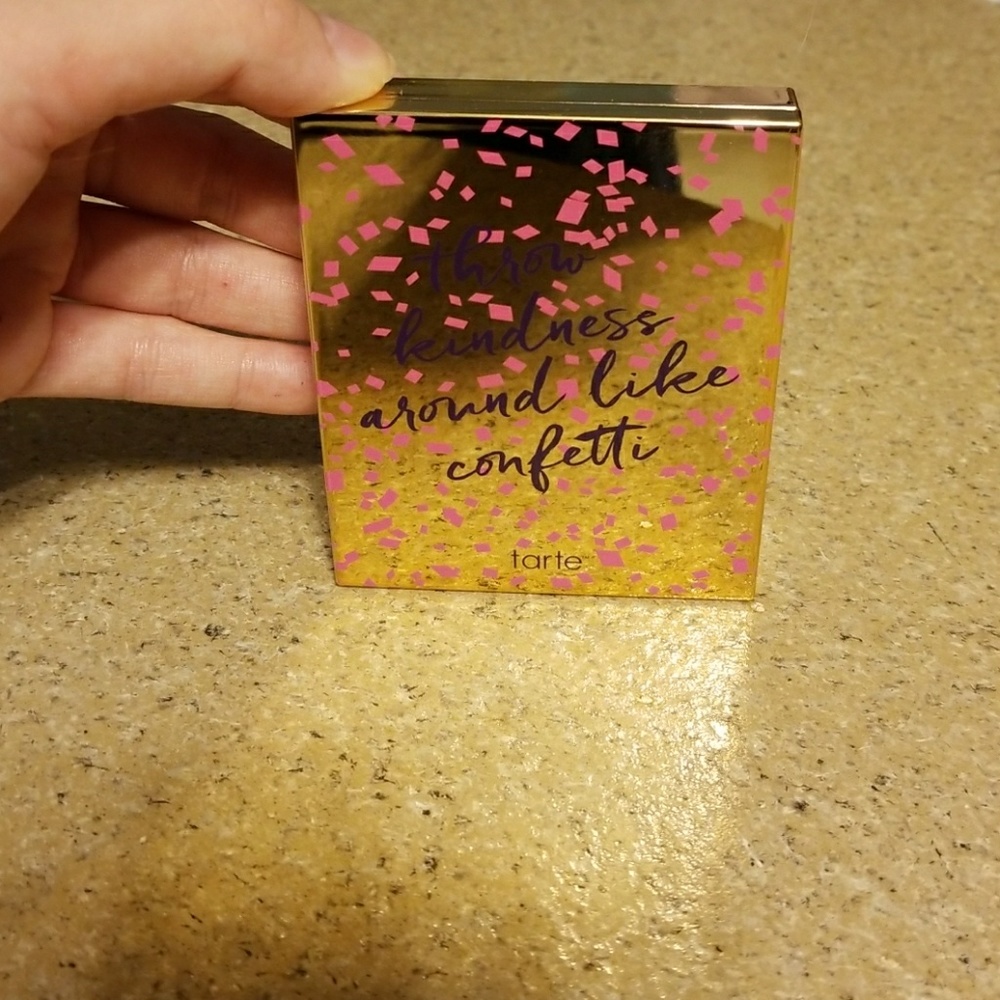 throw
kindness
around like
confetti
tarte